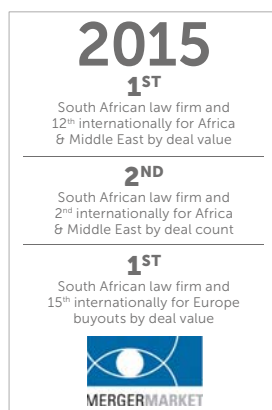 2015
1ST
South African law firm and
12th internationally for Africa
& Middle East by deal value
2ND
South African law firm and
2nd internationally for Africa
& Middle East by deal count
1ST
South African law firm and
15th internationally for Europe
buyouts by deal value
MERGERMARKET